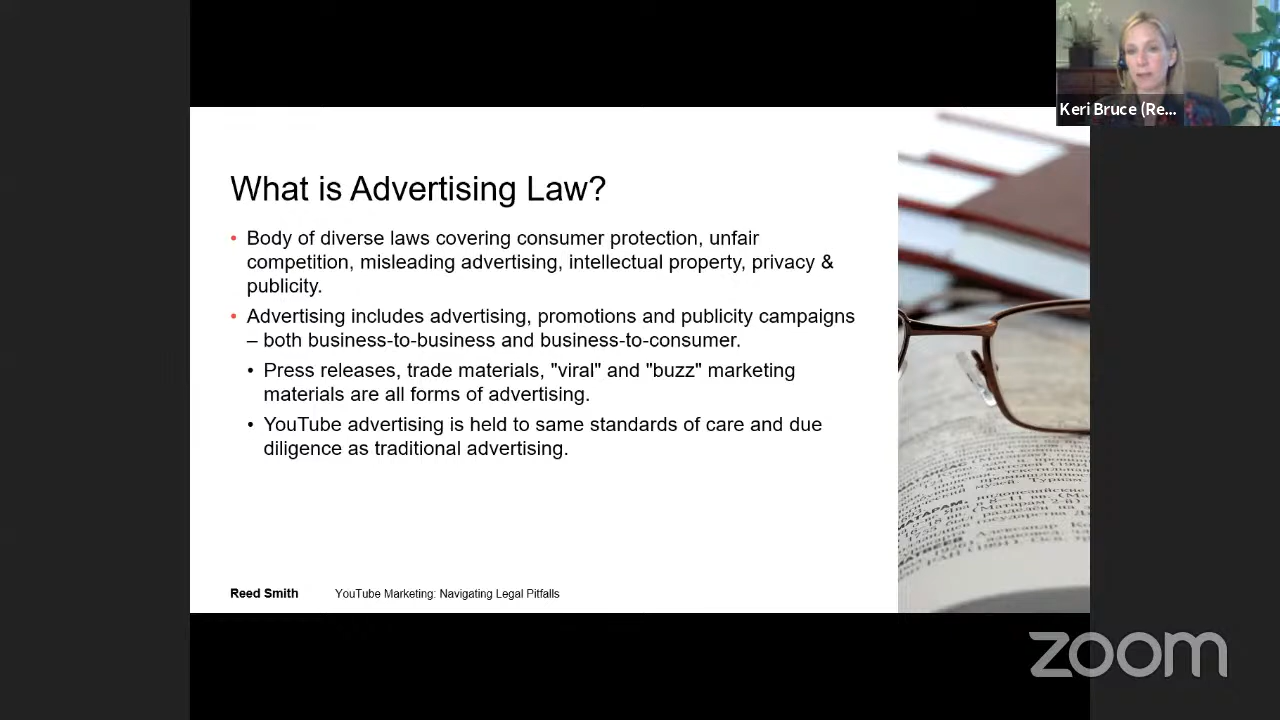 Keri Bruce (Re...
What is Advertising Law?
• Body of diverse laws covering consumer protection, unfair
competition, misleading advertising, intellectual property, privacy &
publicity.
• Advertising includes advertising, promotions and publicity campaigns
– both business-to-business and business-to-consumer.
• Press releases, trade materials, "viral" and "buzz" marketing
materials are all forms of advertising.
• YouTube advertising is held to same standards of care and due
diligence as traditional advertising.
МАТАРАМ,
Reed Smith YouTube Marketing: Navigating Legal Pitfalls
zoom